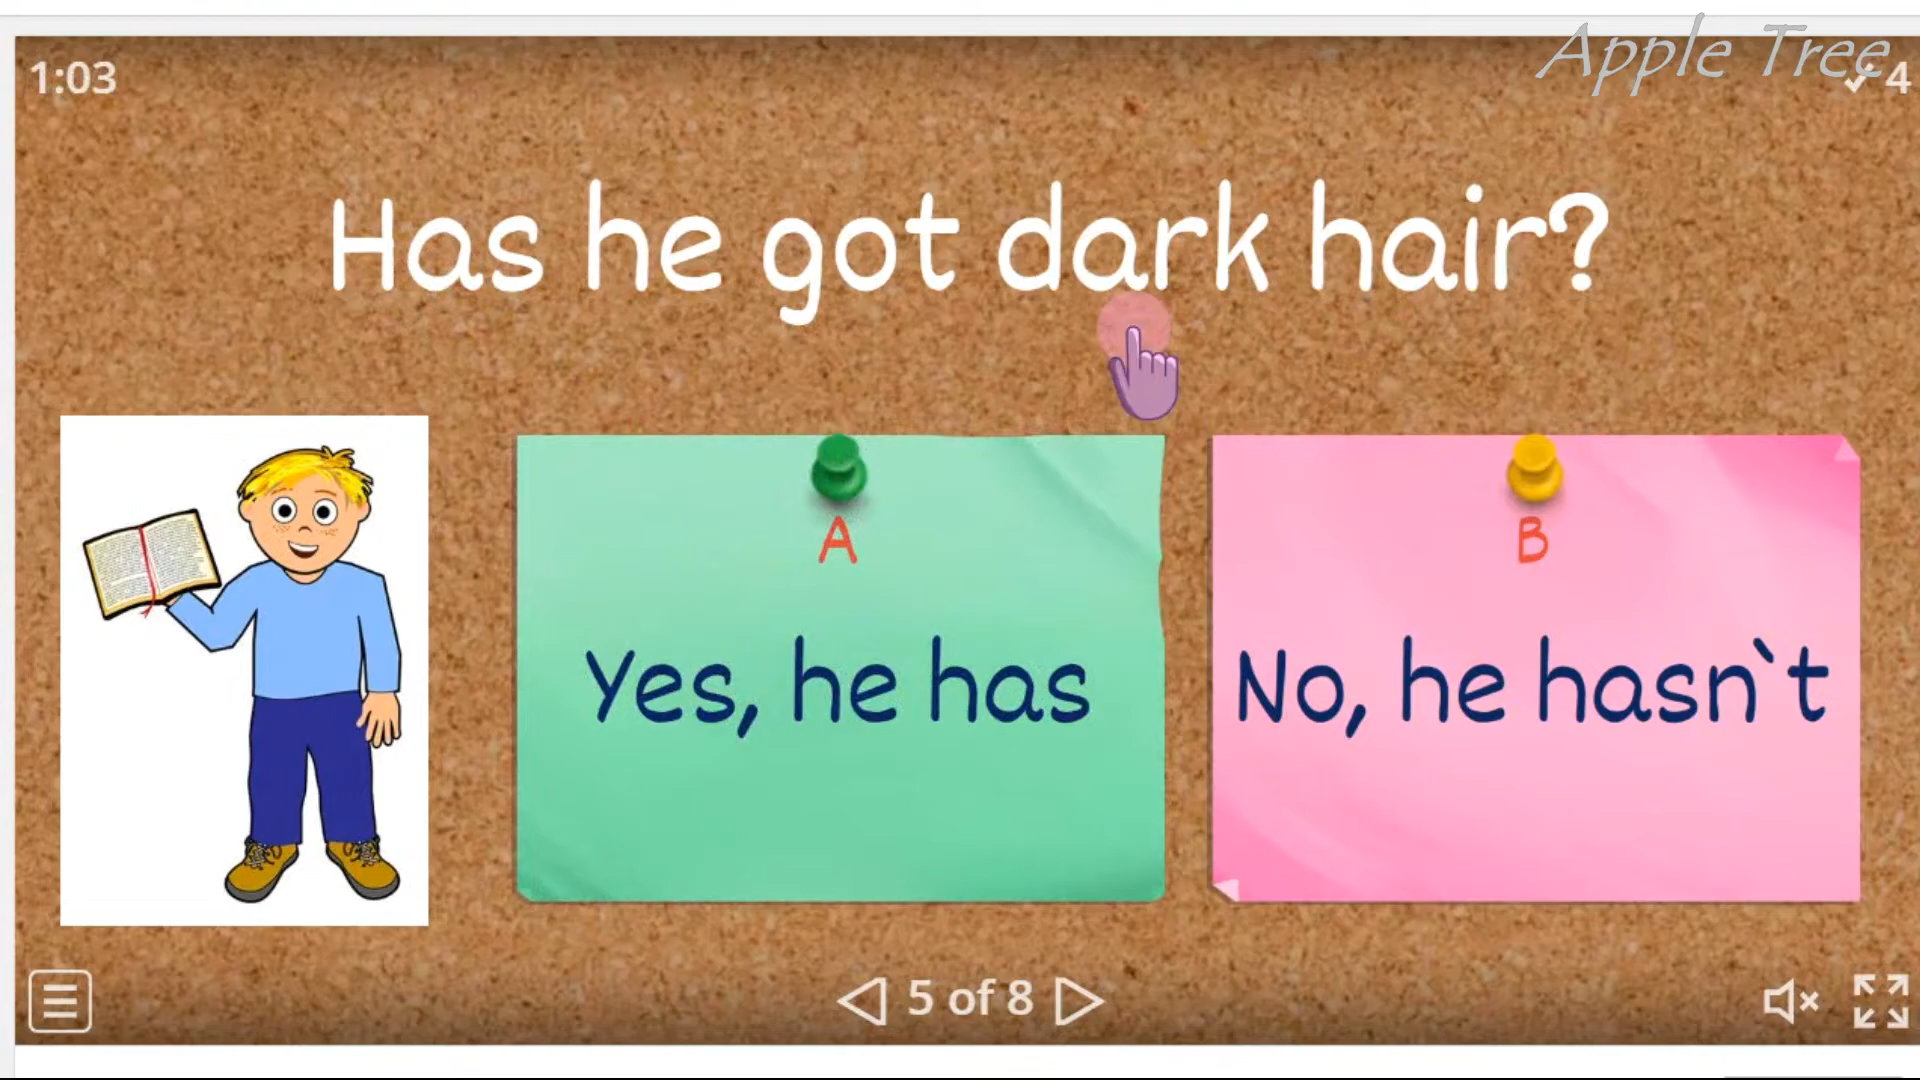 Apple Tree
1:03
4
Has he got dark hair?
A
Yes, he has
B
No, he hasn`t
5 of 8